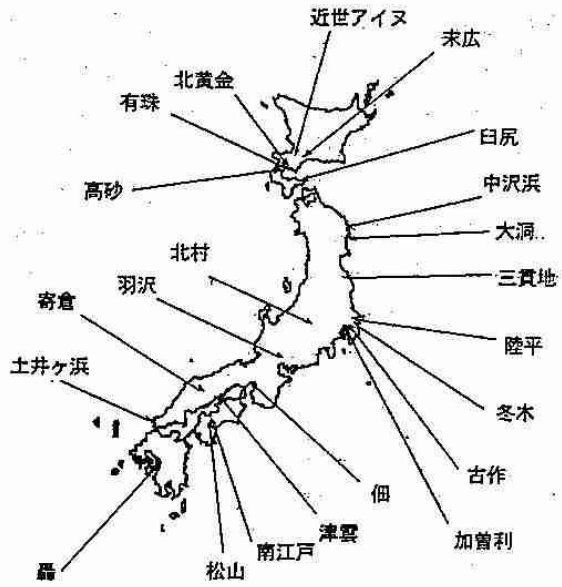 近世アイヌ
末広
北黄金
有珠
臼尻
高砂
中沢浜
大洞
北村
三貫地
羽沢
寄倉
陸平
土井ヶ浜
冬木
古作
佃
加曽利
津雲
南江戸
松山
轟